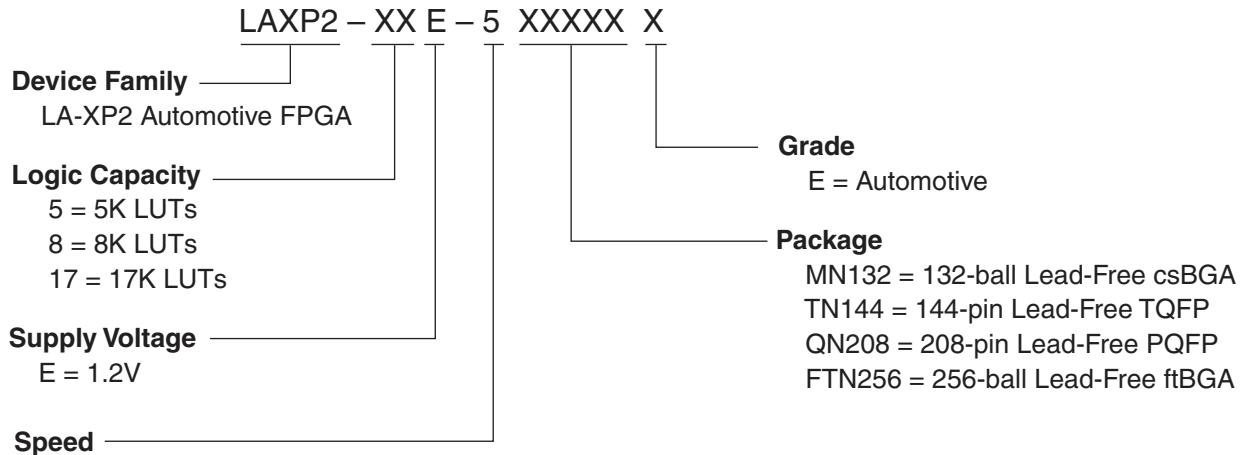 LAXP2 – XX E – 5 XXXXX X
Device Family
LA-XP2 Automotive FPGA
Logic Capacity
5 = 5K LUTs
8 = 8K LUTs
17 = 17K LUTs
Supply Voltage
E = 1.2V
Speed
Grade
E = Automotive
Package
MN132 = 132-ball Lead-Free csBGA
TN144 = 144-pin Lead-Free TQFP
QN208 = 208-pin Lead-Free PQFP
FTN256 = 256-ball Lead-Free ftBGA